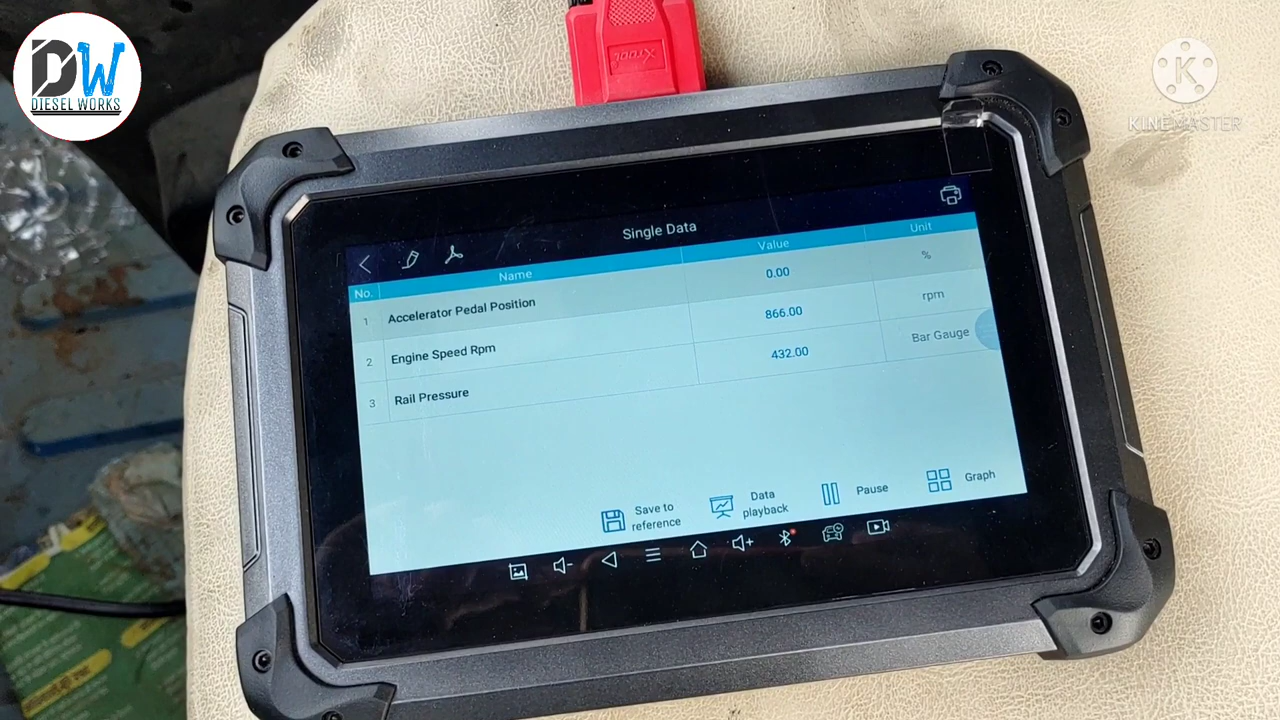 DW
DIESEL WORKS
XTOOL
K
KINEMASTER
Single Data
No. Name Value Unit
1 Accelerator Pedal Position 0.00 %
2 Engine Speed Rpm 866.00 rpm
3 Rail Pressure 432.00 Bar Gauge
Save to
reference
Data
playback
Pause
Graph